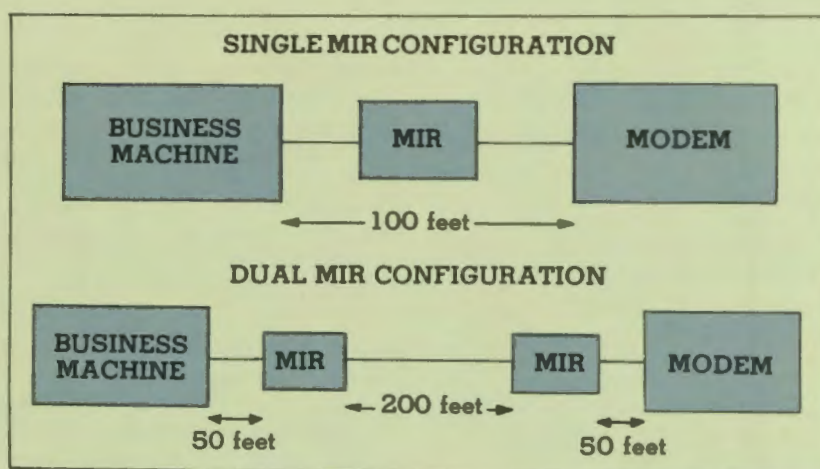 SINGLE MIR CONFIGURATION
BUSINESS
MACHINE
MIR
MODEM
100 feet
DUAL MIR CONFIGURATION
BUSINESS
MACHINE
MIR
MIR
MODEM
200 feet
50 feet
50 feet